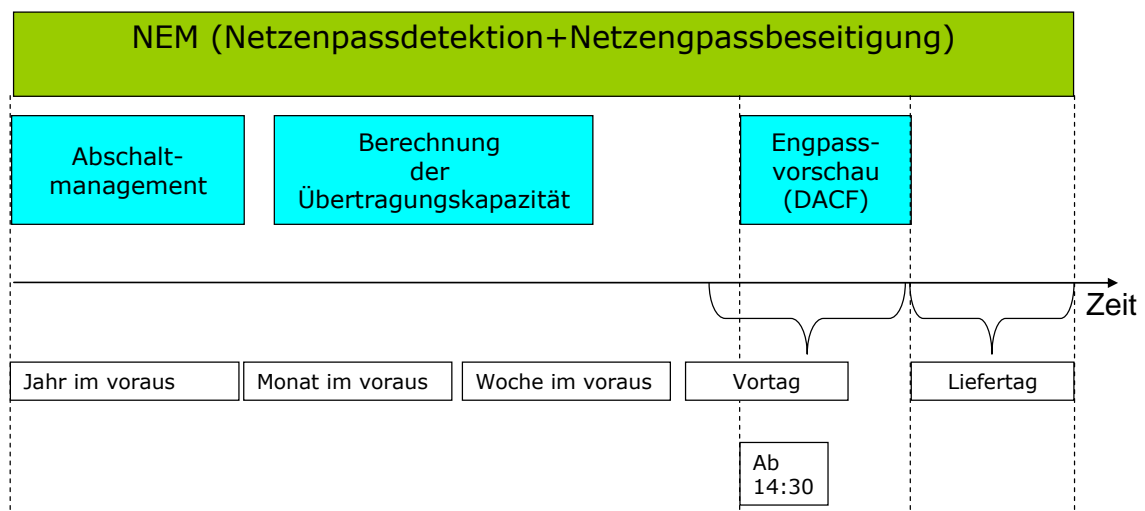 NEM (Netzenpassdetektion+Netzengpassbeseitigung)
Abschalt-
management
Berechnung
der
Übertragungskapazität
Engpass-
vorschau
(DACF)
Zeit
Jahr im voraus
Monat im voraus
Woche im voraus
Vortag
Liefertag
Ab
14:30